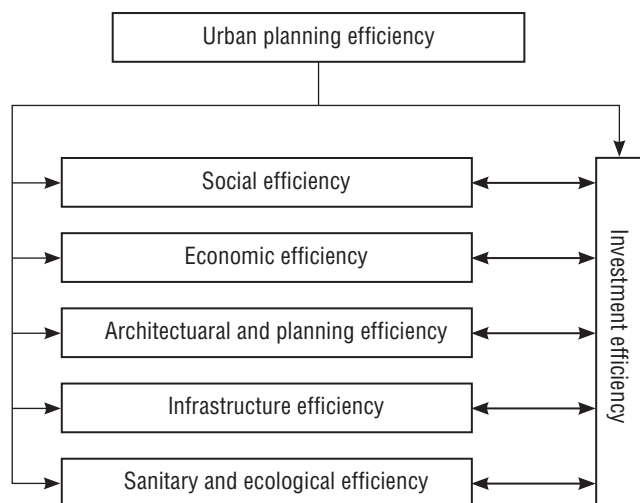 Urban planning efficiency
Social efficiency
Economic efficiency
Architectuaral and planning efficiency
Infrastructure efficiency
Sanitary and ecological efficiency
Investment efficiency